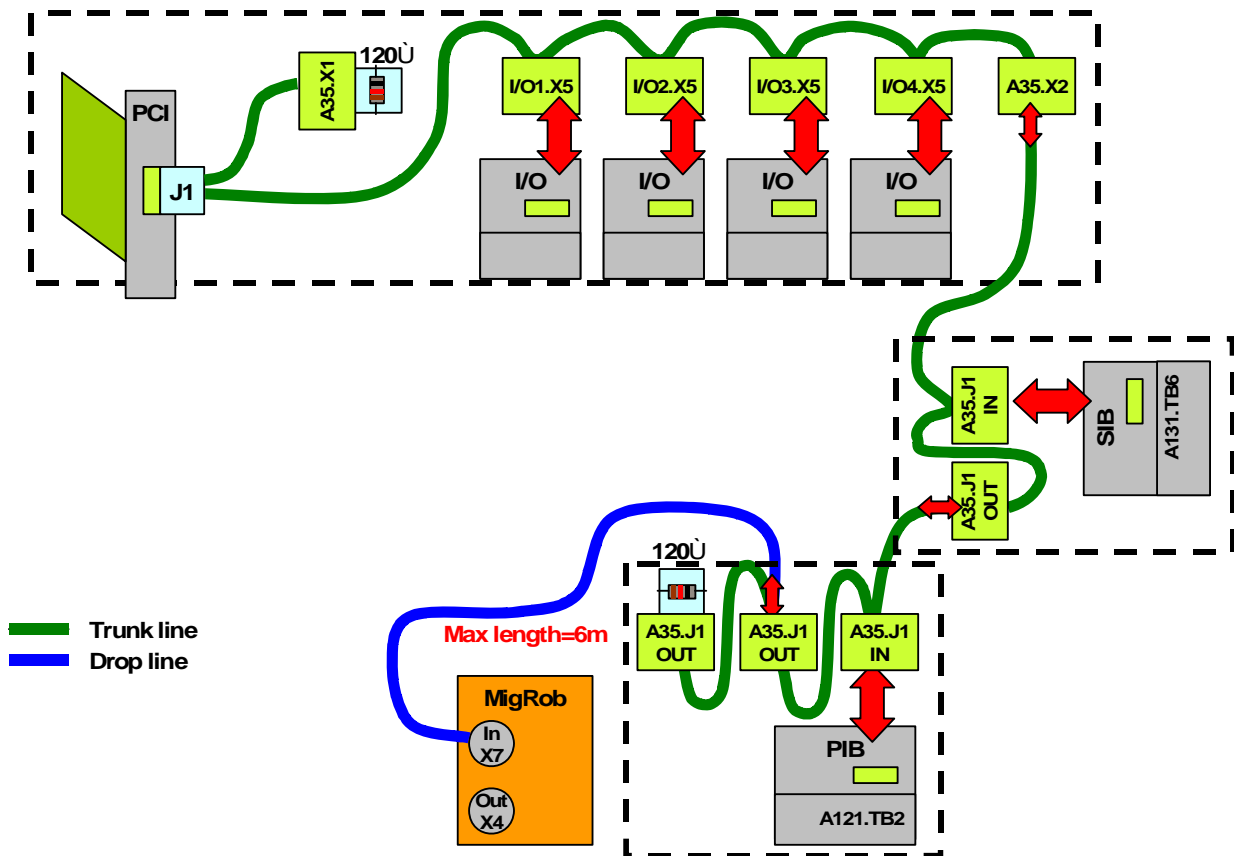 120Ù
A35.X1
PCI
J1
I/O1.X5
I/O2.X5
I/O3.X5
I/O4.X5
A35.X2
I/O
I/O
I/O
I/O
A35.J1
IN
SIB
A131.TB6
A35.J1
OUT
120Ù
Max length=6m
A35.J1
OUT
A35.J1
OUT
A35.J1
IN
Trunk line
Drop line
MigRob
In
X7
Out
X4
PIB
A121.TB2